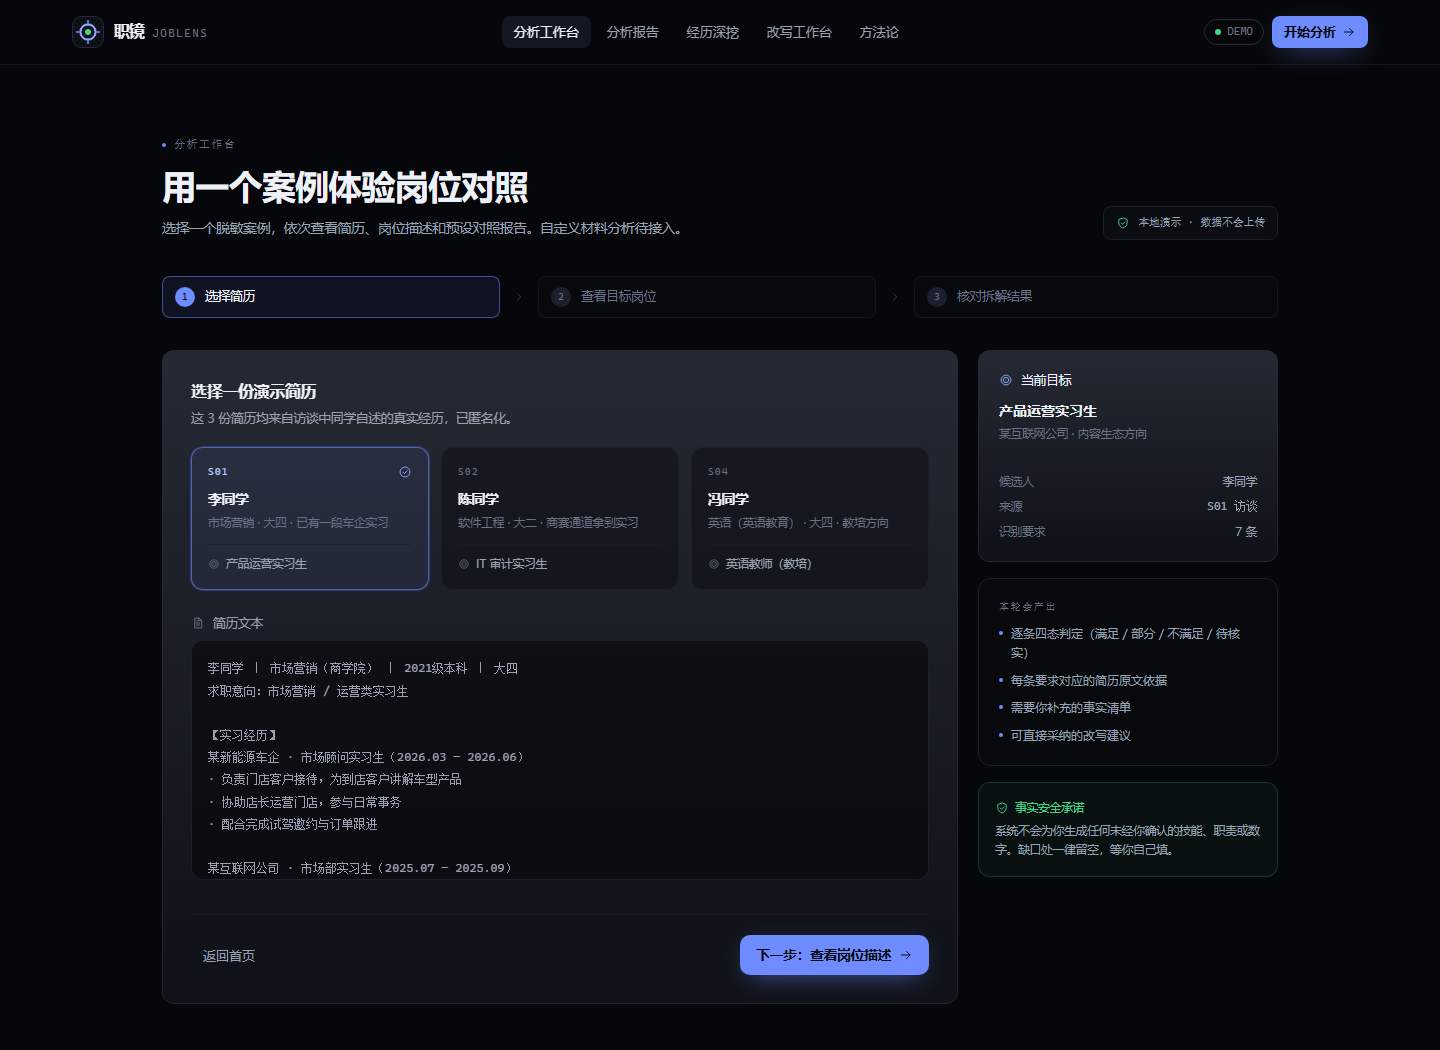 职镜 JOBLENS
分析工作台
分析报告
经历深挖
改写工作台
方法论
DEMO
开始分析 →
分析工作台
用一个案例体验岗位对照
选择一个脱敏案例，依次查看简历、岗位描述和预设对照报告。自定义材料分析待接入。
本地演示 · 数据不会上传
1 选择简历
2 查看目标岗位
3 核对拆解结果
选择一份演示简历
这 3 份简历均来自访谈中同学自述的真实经历，已匿名化。
S01
李同学
市场营销 · 大四 · 已有一段车企实习
产品运营实习生
S02
陈同学
软件工程 · 大二 · 商赛通道拿到实习
IT 审计实习生
S04
冯同学
英语（英语教育） · 大四 · 教培方向
英语教师（教培）
简历文本
李同学 | 市场营销（商学院） | 2021级本科 | 大四
求职意向：市场营销 / 运营类实习生
【实习经历】
某新能源车企 · 市场顾问实习生（2026.03 – 2026.06）
· 负责门店客户接待，为到店客户讲解车型产品
· 协助店长运营门店，参与日常事务
· 配合完成试驾邀约与订单跟进
某互联网公司 · 市场部实习生（2025.07 – 2025.09）
返回首页
下一步：查看岗位描述 →
当前目标
产品运营实习生
某互联网公司 · 内容生态方向
候选人 李同学
来源 S01 访谈
识别要求 7 条
本轮会产出
逐条四态判定（满足 / 部分 / 不满足 / 待核
实）
每条要求对应的简历原文依据
需要你补充的事实清单
可直接采纳的改写建议
事实安全承诺
系统不会为你生成任何未经你确认的技能、职责或数
字。缺口处一律留空，等你自己填。